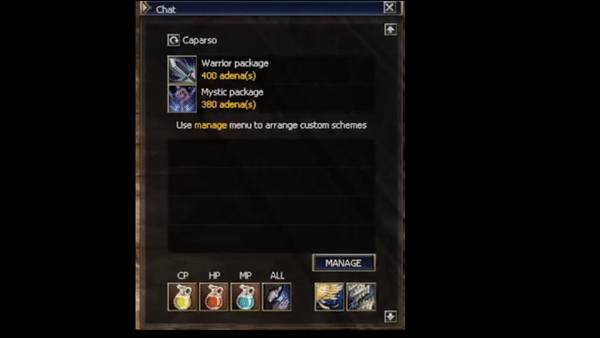 Chat
Caparso
Warrior package
400 adena(s)
Mystic package
380 adena(s)
Use manage menu to arrange custom schemes
MANAGE
CP HP MP ALL